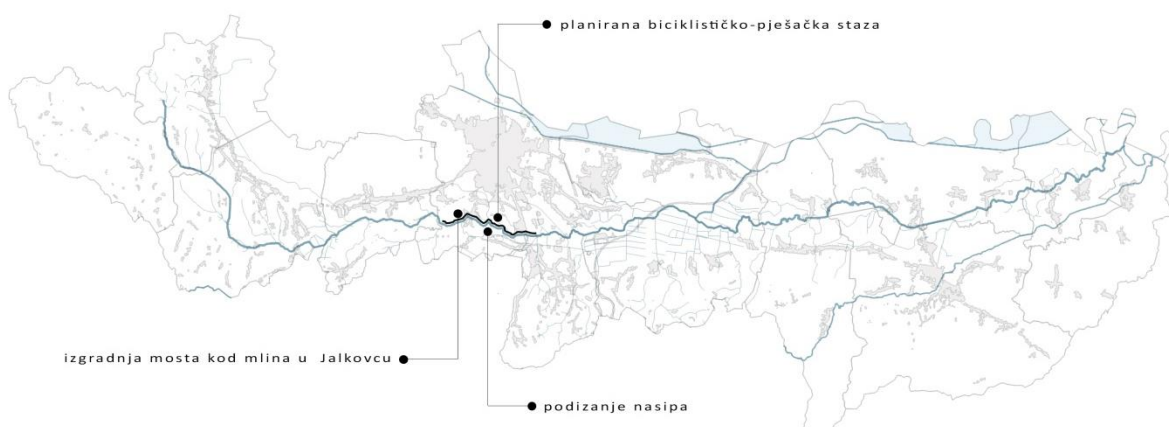 planirana biciklističko-pješačka staza
izgradnja mosta kod mlina u Jalkovcu
podizanje nasipa